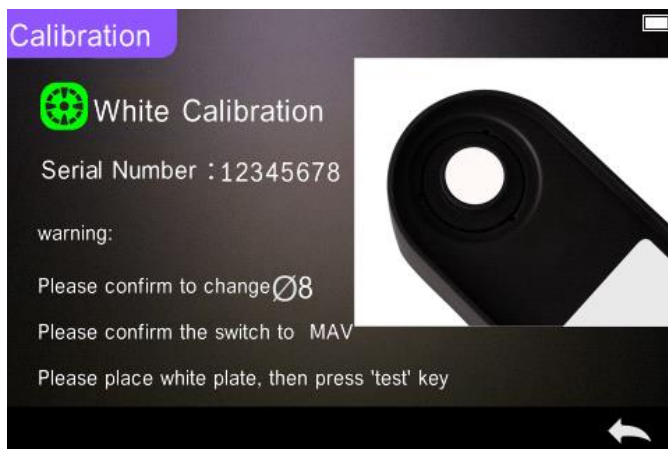 Calibration
White Calibration
Serial Number :12345678
warning:
Please confirm to change∅8
Please confirm the switch to MAV
Please place white plate, then press 'test' key